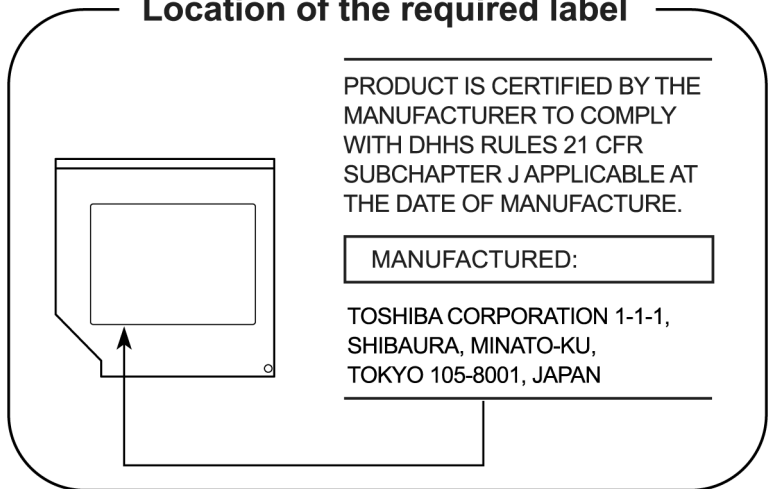 Location of the required label
PRODUCT IS CERTIFIED BY THE
MANUFACTURER TO COMPLY
WITH DHHS RULES 21 CFR
SUBCHAPTER J APPLICABLE AT
THE DATE OF MANUFACTURE.
MANUFACTURED:
TOSHIBA CORPORATION 1-1-1,
SHIBAURA, MINATO-KU,
TOKYO 105-8001, JAPAN